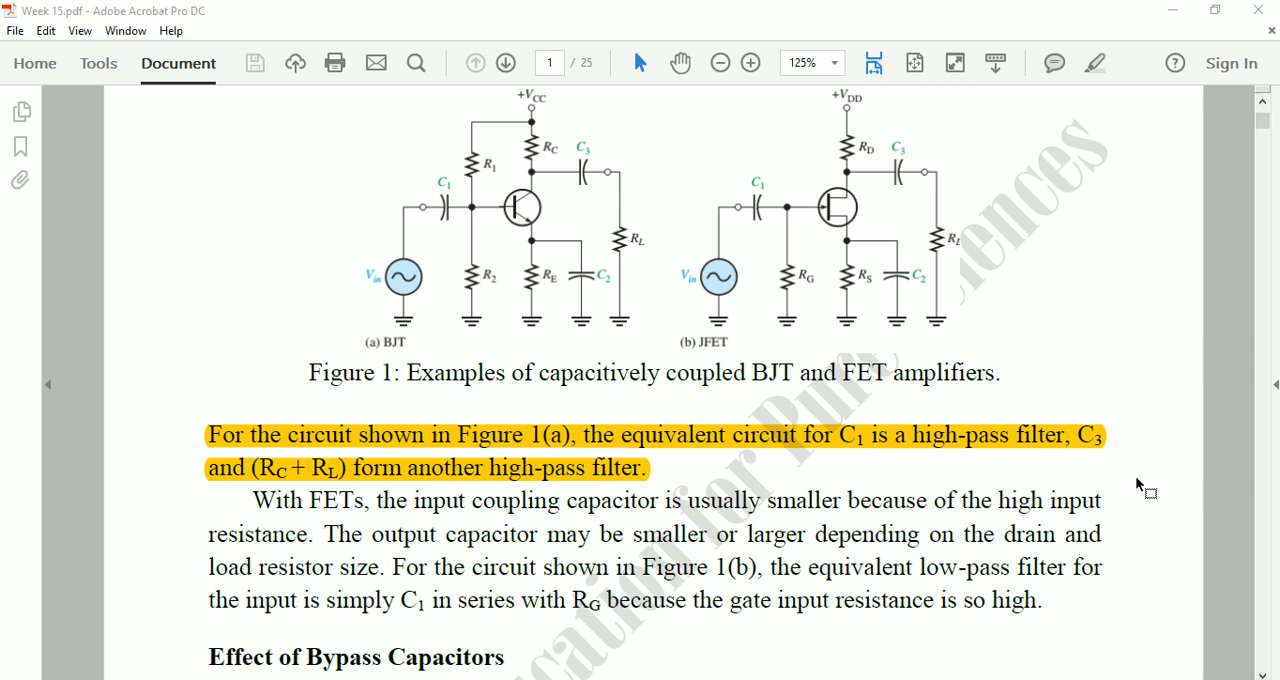 Week 15.pdf - Adobe Acrobat Pro DC
File Edit View Window Help
Home Tools Document 1 / 25 125% Sign In
+VCC +VDD
RC C3 RD C3
R1
C1 C1
RL RL
Vin R2 RE C2 Vin RG RS C2
(a) BJT (b) JFET
Figure 1: Examples of capacitively coupled BJT and FET amplifiers.
For the circuit shown in Figure 1(a), the equivalent circuit for C1 is a high-pass filter, C3
and (RC + RL) form another high-pass filter.
With FETs, the input coupling capacitor is usually smaller because of the high input
resistance. The output capacitor may be smaller or larger depending on the drain and
load resistor size. For the circuit shown in Figure 1(b), the equivalent low-pass filter for
the input is simply C1 in series with RG because the gate input resistance is so high.
Effect of Bypass Capacitors